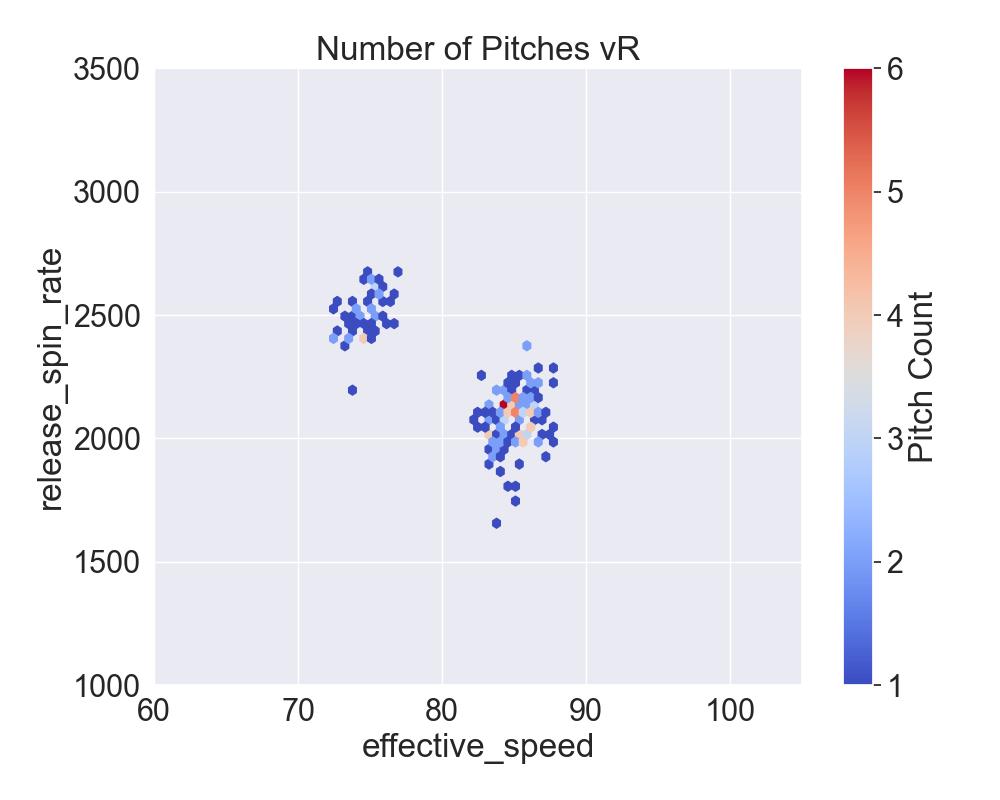 Number of Pitches vR
3500
3000
2500
2000
1500
1000
release_spin_rate
60 70 80 90 100
effective_speed
6
5
4
3
2
1
Pitch Count